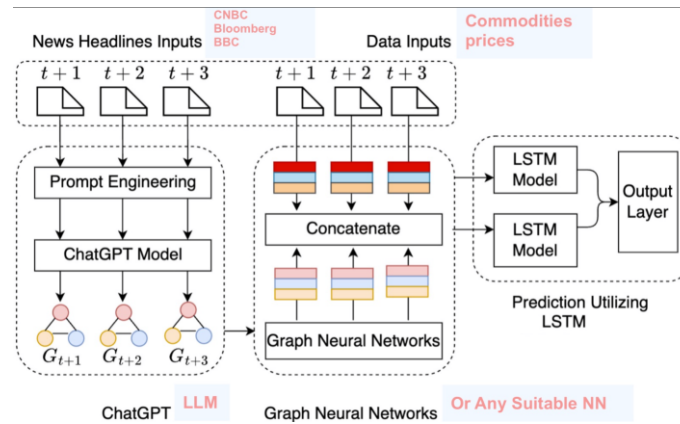 News Headlines Inputs
CNBC
Bloomberg
BBC
Data Inputs
Commodities
prices
t + 1 t + 2 t + 3
t + 1 t + 2 t + 3
Prompt Engineering
ChatGPT Model
G_{t+1} G_{t+2} G_{t+3}
ChatGPT
LLM
Concatenate
Graph Neural Networks
Graph Neural Networks
Or Any Suitable NN
LSTM
Model
LSTM
Model
Output
Layer
Prediction Utilizing
LSTM